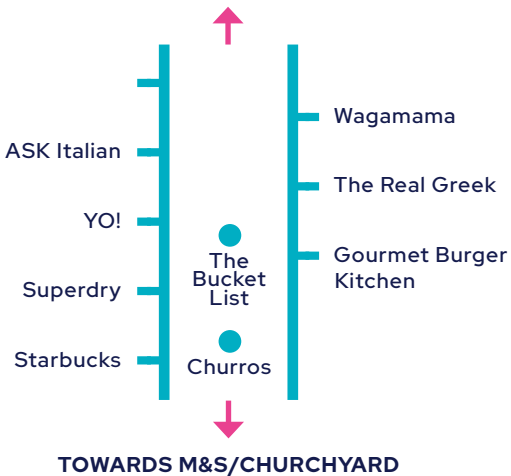 Wagamama
ASK Italian
The Real Greek
YO!
The
Bucket
List
Gourmet Burger
Kitchen
Superdry
Starbucks
Churros
TOWARDS M&S/CHURCHYARD